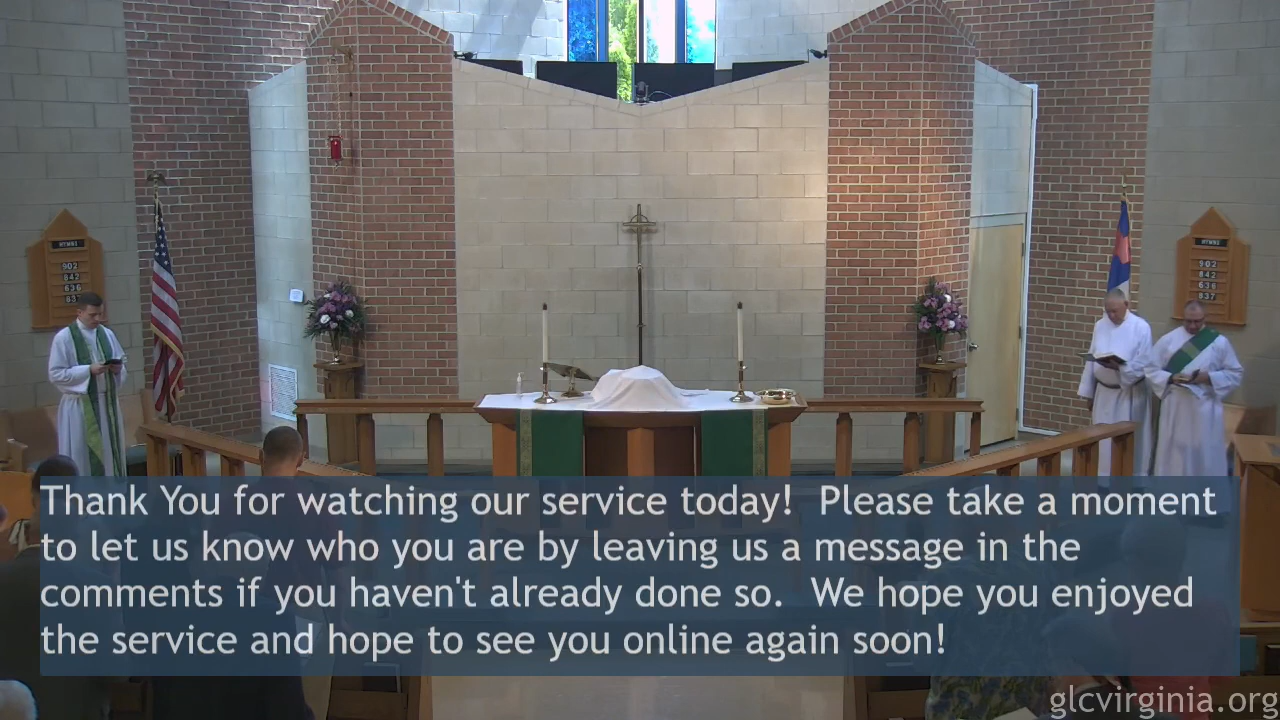 HYMNS
902
842
636
837
HYMNS
902
842
636
837
Thank You for watching our service today!  Please take a moment
to let us know who you are by leaving us a message in the
comments if you haven't already done so.  We hope you enjoyed
the service and hope to see you online again soon!
glcvirginia.org